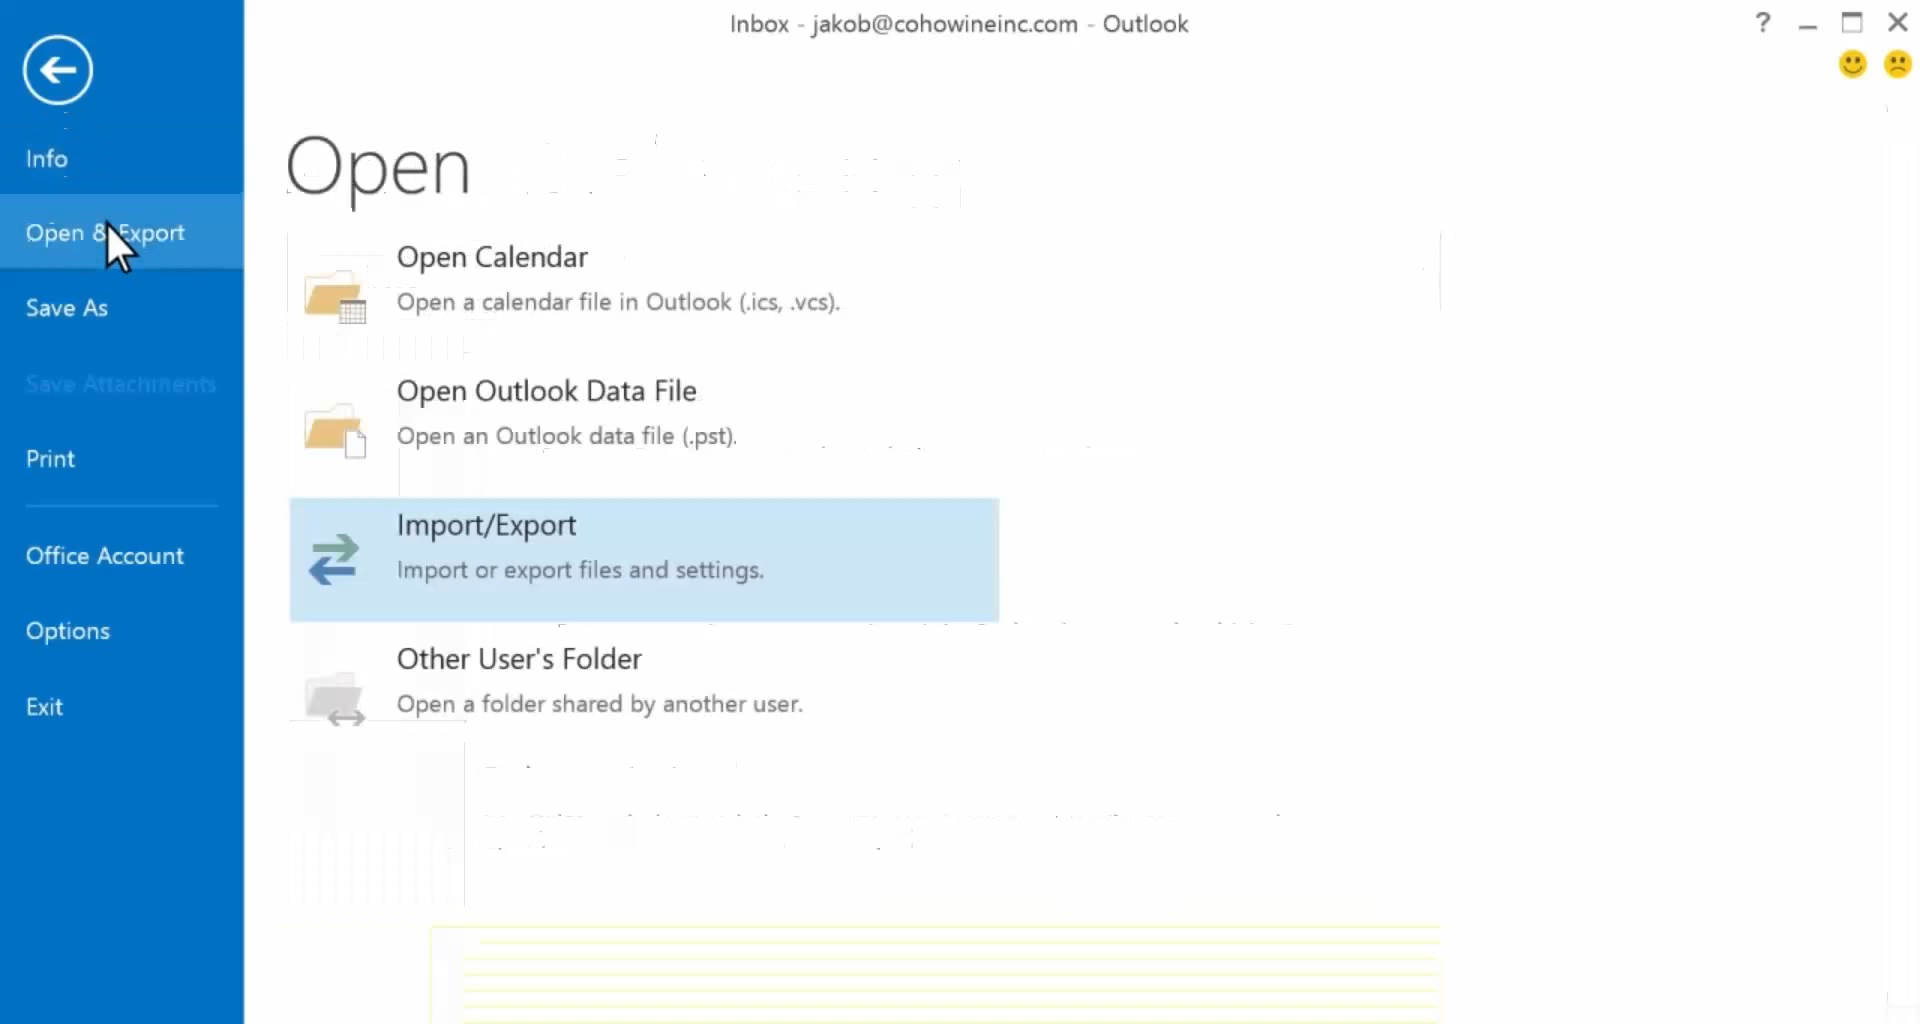 Inbox - jakob@cohowineinc.com - Outlook
?
Info
Open & Export
Save As
Save Attachments
Print
Office Account
Options
Exit
Open
Open Calendar
Open a calendar file in Outlook (.ics, .vcs).
Open Outlook Data File
Open an Outlook data file (.pst).
Import/Export
Import or export files and settings.
Other User's Folder
Open a folder shared by another user.